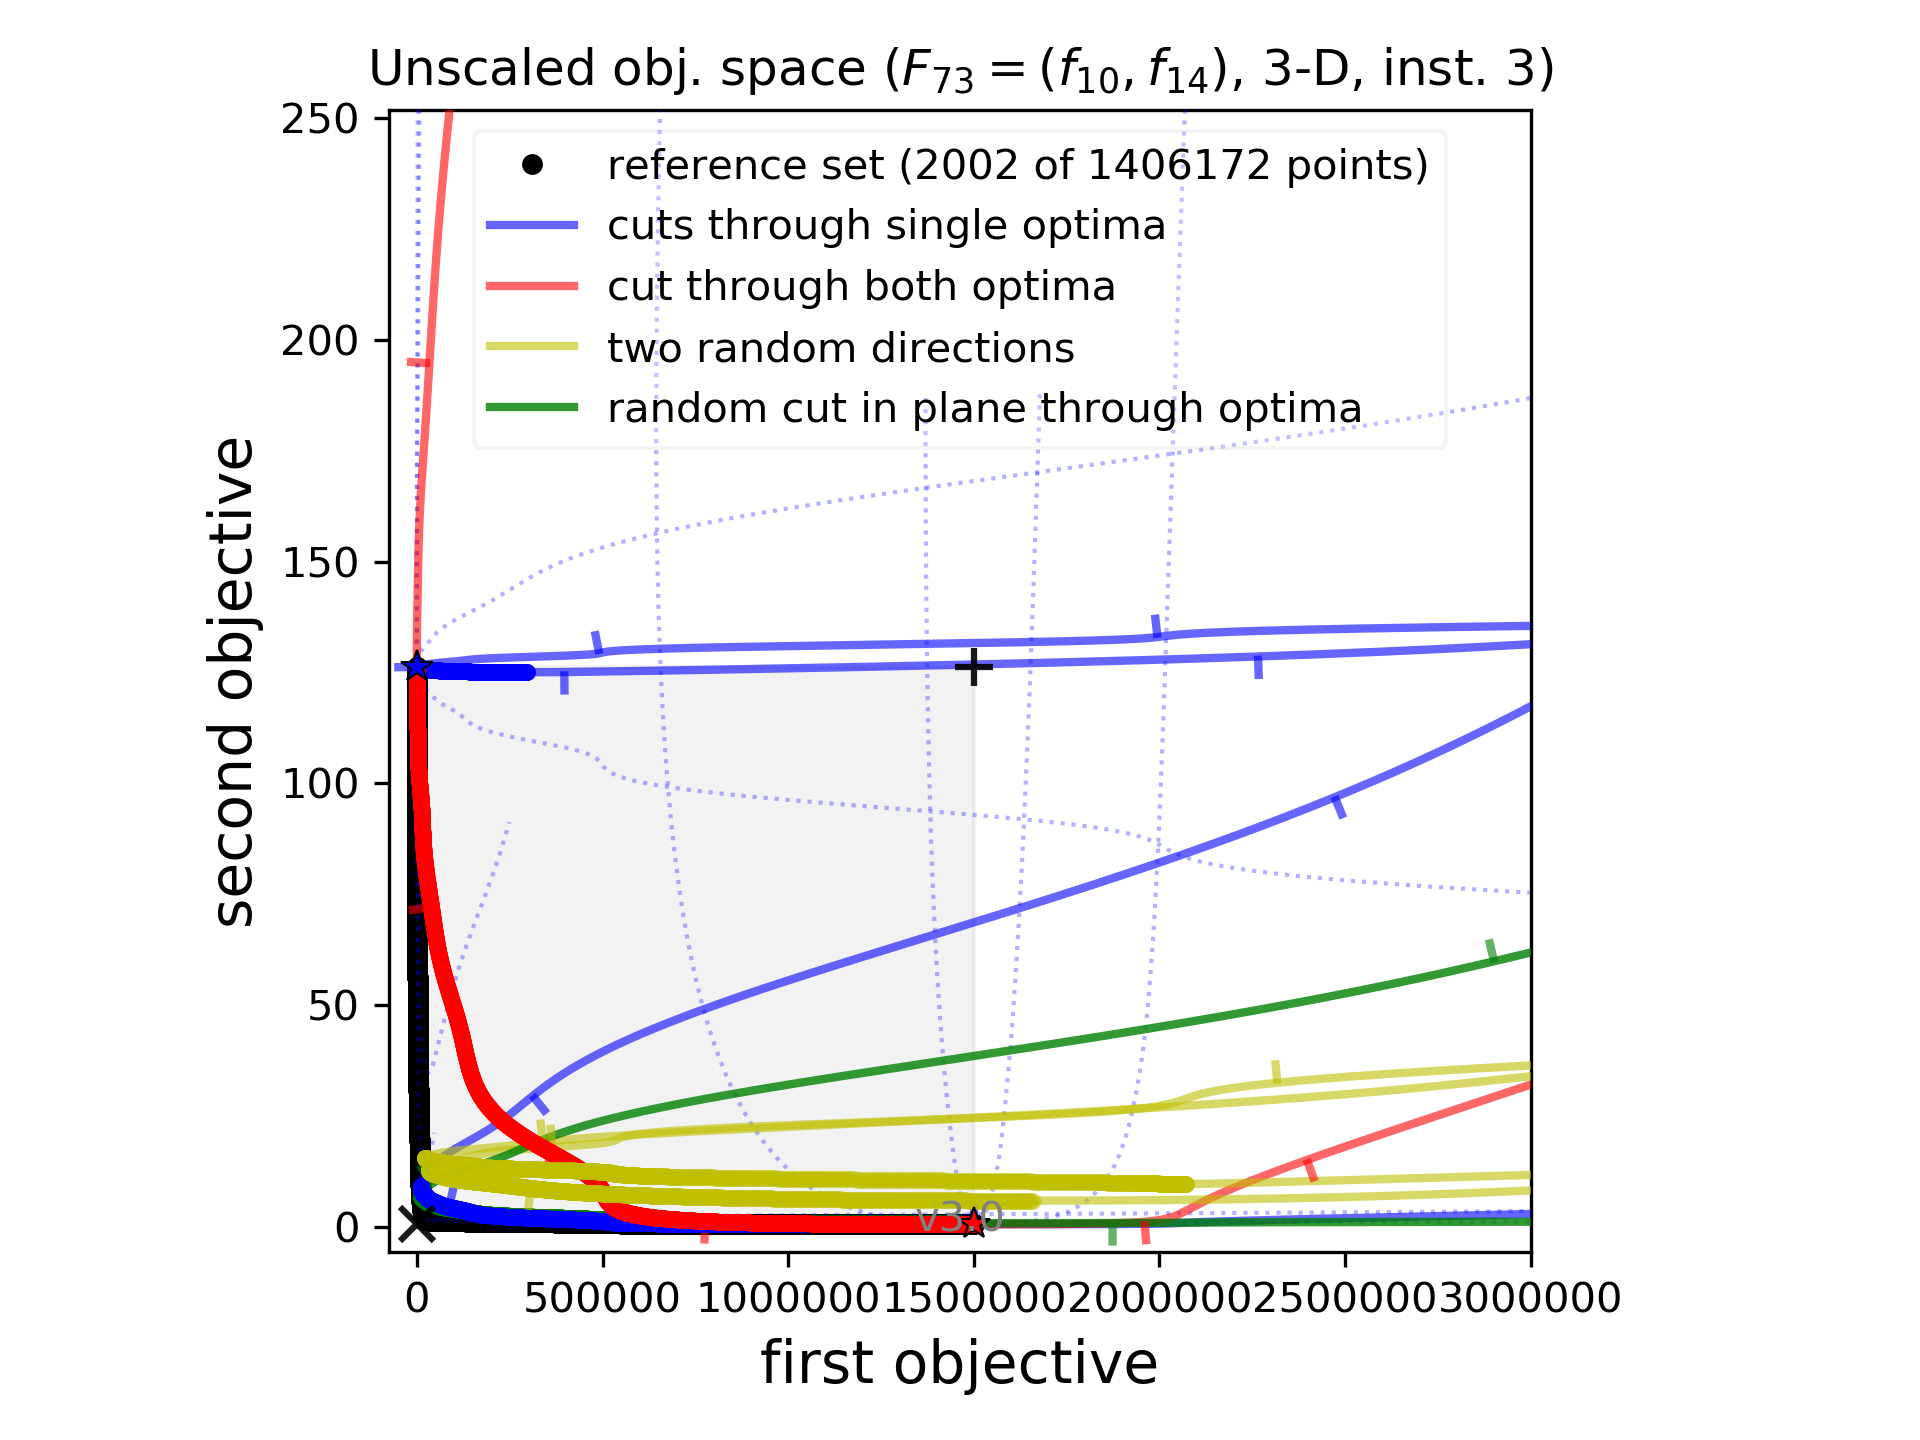 Unscaled obj. space (F73 = (f10, f14), 3-D, inst. 3)
250
200
150
100
50
0
second objective
reference set (2002 of 1406172 points)
cuts through single optima
cut through both optima
two random directions
random cut in plane through optima
v3.0
0 500000 1000000 1500000 2000000 2500000 3000000
first objective